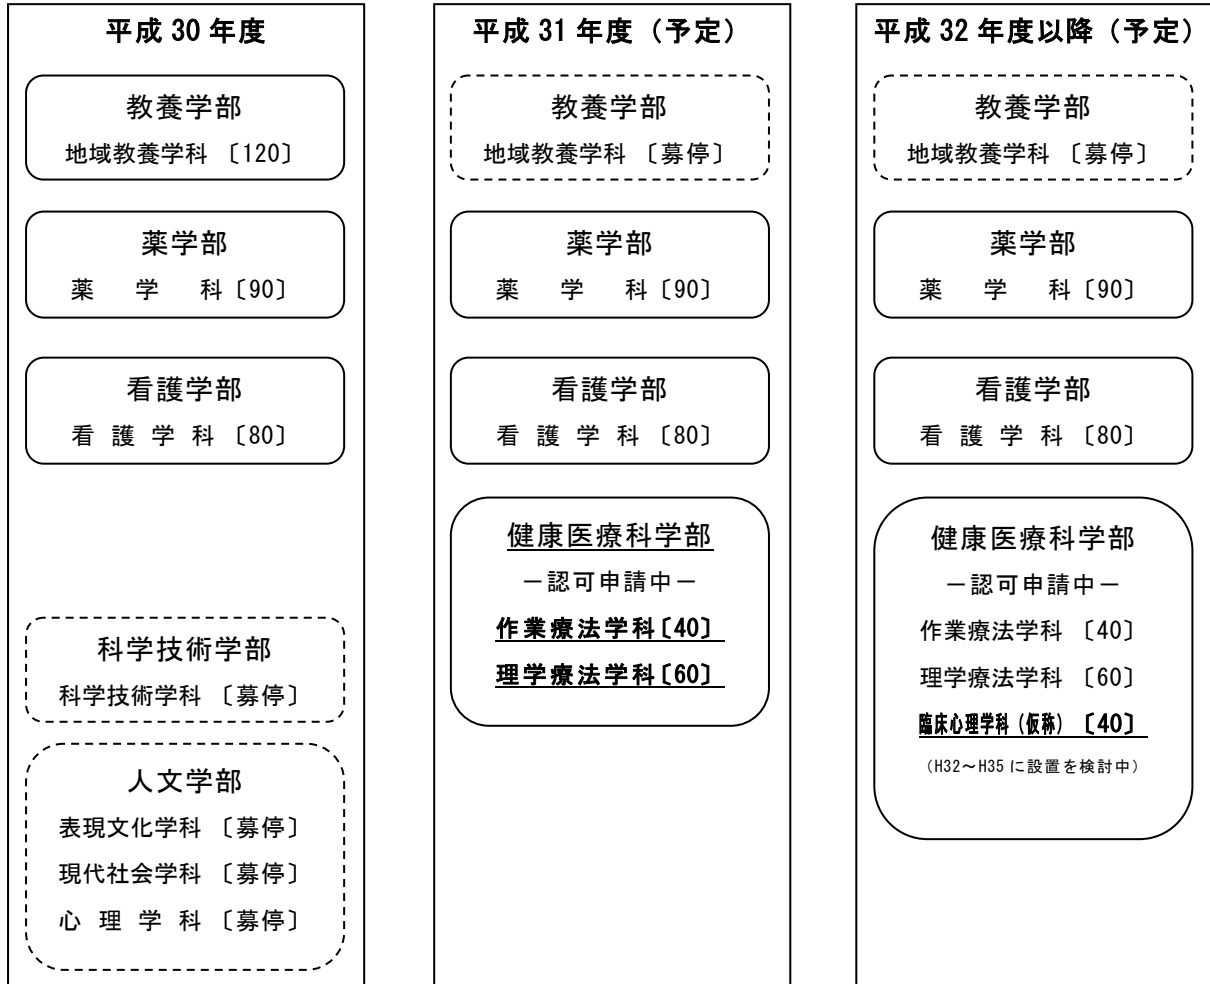 平成 30 年度
教養学部
地域教養学科 〔120〕
薬学部
薬 学 科〔90〕
看護学部
看 護 学 科〔80〕
科学技術学部
科学技術学科 〔募停〕
人文学部
表現文化学科 〔募停〕
現代社会学科 〔募停〕
心 理 学 科 〔募停〕
平成 31 年度（予定）
教養学部
地域教養学科 〔募停〕
薬学部
薬 学 科〔90〕
看護学部
看 護 学 科〔80〕
健康医療科学部
－認可申請中－
作業療法学科〔40〕
理学療法学科〔60〕
平成 32 年度以降（予定）
教養学部
地域教養学科 〔募停〕
薬学部
薬 学 科〔90〕
看護学部
看 護 学 科 〔80〕
健康医療科学部
－認可申請中－
作業療法学科 〔40〕
理学療法学科 〔60〕
臨床心理学科（仮称）〔40〕
（H32～H35 に設置を検討中）